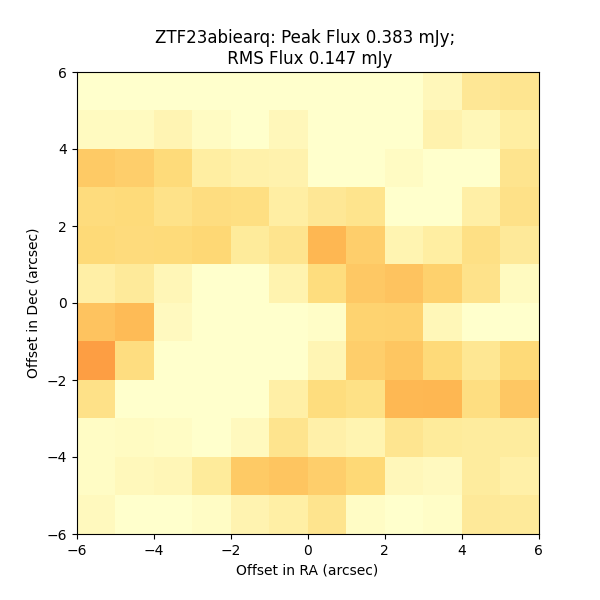 ZTF23abiearq: Peak Flux 0.383 mJy;
RMS Flux 0.147 mJy
6
4
2
0
−2
−4
−6
Offset in Dec (arcsec)
−6 −4 −2 0 2 4 6
Offset in RA (arcsec)